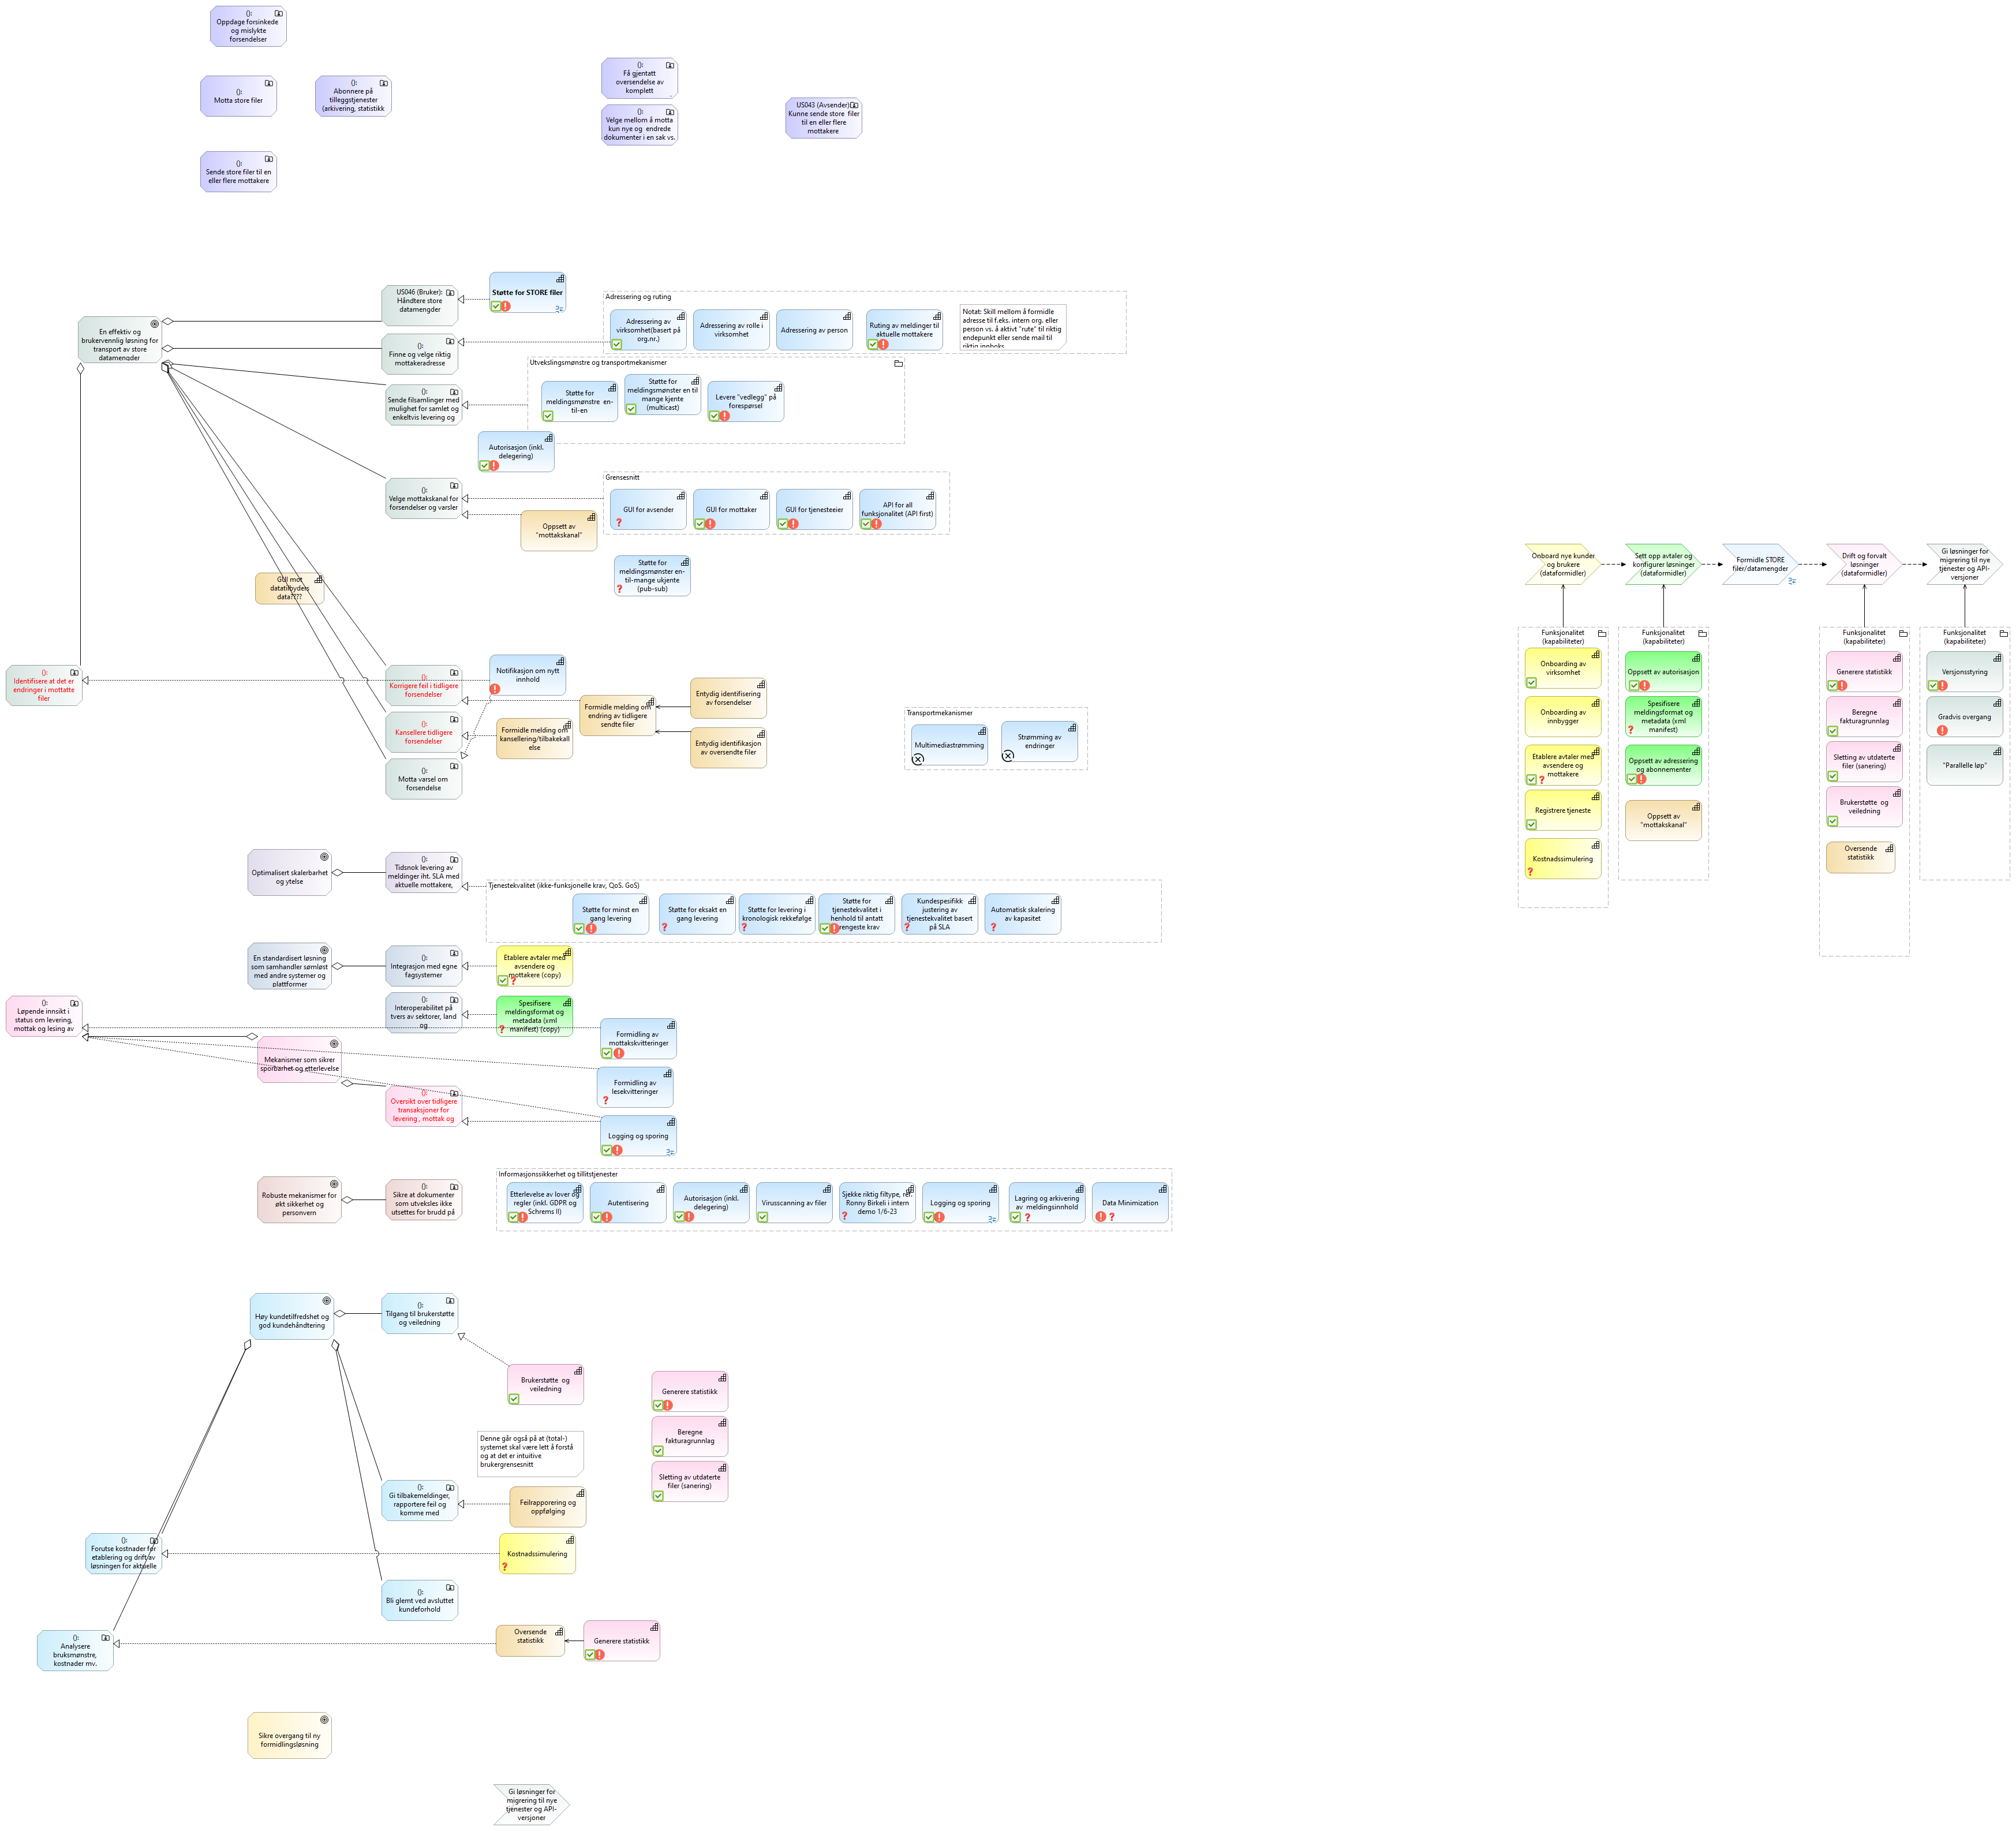 ():
Oppdage forsinkede
og mislykte
forsendelser
():
Motta store filer
():
Abonnere på
tilleggstjenester
(arkivering, statistikk
():
Sende store filer til en
eller flere mottakere
():
Få gjentatt
oversendelse av
komplett
():
Velge mellom å motta
kun nye og  endrede
dokumenter i en sak vs.
US043 (Avsender)
Kunne sende store  filer
til en eller flere
mottakere
En effektiv og
brukervennlig løsning for
transport av store
datamengder
US046 (Bruker):
Håndtere store
datamengder
Støtte for STORE filer
():
Finne og velge riktig
mottakeradresse
Adressering og ruting
Adressering av
virksomhet(basert på
org.nr.)
Adressering av rolle i
virksomhet
Adressering av person
Ruting av meldinger til
aktuelle mottakere
Notat: Skill mellom å formidle
adresse til f.eks. intern org. eller
person vs. å aktivt "rute" til riktig
endepunkt eller sende mail til
riktig innboks
():
Sende filsamlinger med
mulighet for samlet og
enkeltvis levering og
Utvekslingsmønstre og transportmekanismer
Støtte for
meldingsmønstre  en-
til-en
Støtte for
meldingsmønster en til
mange kjente
(multicast)
Levere "vedlegg" på
forespørsel
Autorisasjon (inkl.
delegering)
():
Velge mottakskanal for
forsendelser og varsler
Grensesnitt
GUI for avsender
GUI for mottaker
GUI for tjenesteeier
API for all
funksjonalitet (API first)
Oppsett av
"mottakskanal"
Støtte for
meldingsmønster en-
til-mange ukjente
(pub-sub)
GUI mot
datatilbyders
data????
():
Identifisere at det er
endringer i mottatte
filer
():
Korrigere feil i tidligere
forsendelser
Notifikasjon om nytt
innhold
():
Kansellere tidligere
forsendelser
Formidle melding om
kansellering/tilbakekall
else
Formidle melding om
endring av tidligere
sendte filer
Entydig identifisering
av forsendelser
Entydig identifikasjon
av oversendte filer
():
Motta varsel om
forsendelse
Transportmekanismer
Multimediastrømming
Strømming av
endringer
Onboard nye kunder
og brukere
(dataformidler)
Sett opp avtaler og
konfigurer løsninger
(dataformidler)
Formidle STORE
filer/datamengder
Drift og forvalt
løsninger
(dataformidler)
Gi løsninger for
migrering til nye
tjenester og API-
versjoner
Funksjonalitet
(kapabiliteter)
Onboarding av
virksomhet
Onboarding av
innbygger
Etablere avtaler med
avsendere og
mottakere
Registrere tjeneste
Kostnadssimulering
Funksjonalitet
(kapabiliteter)
Oppsett av autorisasjon
Spesifisere
meldingsformat og
metadata (xml
manifest)
Oppsett av adressering
og abonnementer
Oppsett av
"mottakskanal"
Funksjonalitet
(kapabiliteter)
Generere statistikk
Beregne
fakturagrunnlag
Sletting av utdaterte
filer (sanering)
Brukerstøtte  og
veiledning
Oversende
statistikk
Funksjonalitet
(kapabiliteter)
Versjonsstyring
Gradvis overgang
"Parallelle løp"
Optimalisert skalerbarhet
og ytelse
():
Tidsnok levering av
meldinger iht. SLA med
aktuelle mottakere,
Tjenestekvalitet (ikke-funksjonelle krav, QoS. GoS)
Støtte for minst en
gang levering
Støtte for eksakt en
gang levering
Støtte for levering i
kronologisk rekkefølge
Støtte for
tjenestekvalitet i
henhold til antatt
strengeste krav
Kundespesifikk
justering av
tjenestekvalitet basert
på SLA
Automatisk skalering
av kapasitet
En standardisert løsning
som samhandler sømløst
med andre systemer og
plattformer
():
Integrasjon med egne
fagsystemer
Etablere avtaler med
avsendere og
mottakere (copy)
():
Interoperabilitet på
tvers av sektorer, land
og
Spesifisere
meldingsformat og
metadata (xml
manifest) (copy)
():
Løpende innsikt i
status om levering,
mottak og lesing av
Formidling av
mottakskvitteringer
Mekanismer som sikrer
sporbarhet og etterlevelse
Formidling av
lesekvitteringer
():
Oversikt over tidligere
transaksjoner for
levering , mottak og
Logging og sporing
Robuste mekanismer for
økt sikkerhet og
personvern
():
Sikre at dokumenter
som utveksles ikke
utsettes for brudd på
Informasjonssikkerhet og tillitstjenester
Etterlevelse av lover og
regler (inkl. GDPR og
Schrems II)
Autentisering
Autorisasjon (inkl.
delegering)
Virusscanning av filer
Sjekke riktig filtype, ref.
Ronny Birkeli i intern
demo 1/6-23
Logging og sporing
Lagring og arkivering
av  meldingsinnhold
Data Minimization
Høy kundetilfredshet og
god kundehåndtering
():
Tilgang til brukerstøtte
og veiledning
Brukerstøtte  og
veiledning
Generere statistikk
Beregne
fakturagrunnlag
Sletting av utdaterte
filer (sanering)
Denne går også på at (total-)
systemet skal være lett å forstå
og at det er intuitive
brukergrensesnitt
():
Gi tilbakemeldinger,
rapportere feil og
komme med
Feilrapporering og
oppfølging
():
Forutse kostnader for
etablering og drift av
løsningen for aktuelle
Kostnadssimulering
():
Bli glemt ved avsluttet
kundeforhold
():
Analysere
bruksmønstre,
kostnader mv.
Oversende
statistikk
Generere statistikk
Sikre overgang til ny
formidlingsløsning
Gi løsninger for
migrering til nye
tjenester og API-
versjoner